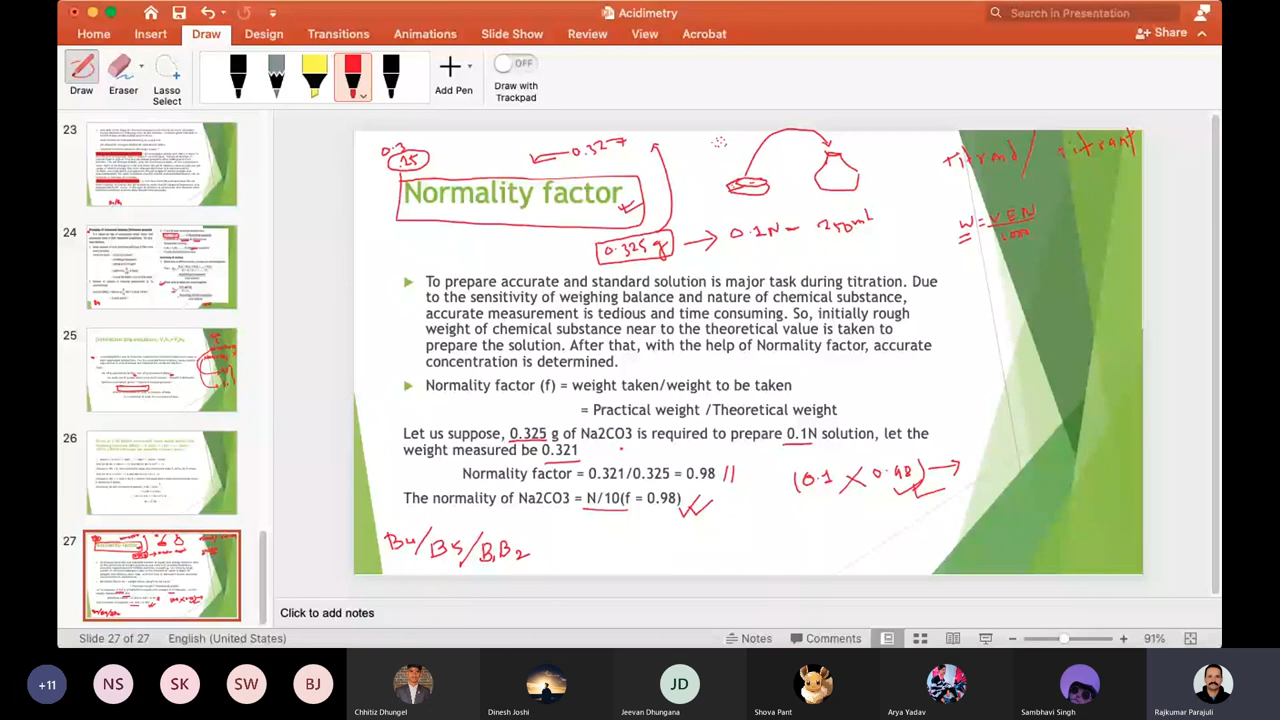 Acidimetry
Search in Presentation
Home
Insert
Draw
Design
Transitions
Animations
Slide Show
Review
View
Acrobat
Share
Draw
Eraser
Lasso
Select
Add Pen
OFF
Draw with
Trackpad
23
24
25
26
27
0.3
Normality factor
0.325 g → 0.1N - 250ml
titrand / titrant
W = VEN
1000
To prepare accurate and standard solution is major task during titration. Due
to the sensitivity of weighing balance and nature of chemical substance,
accurate measurement is tedious and time consuming. So, initially rough
weight of chemical substance near to the theoretical value is taken to
prepare the solution. After that, with the help of Normality factor, accurate
concentration is determined.
Normality factor (f) = weight taken/weight to be taken
= Practical weight /Theoretical weight
Let us suppose, 0.325 g of Na2CO3 is required to prepare 0.1N solution, let the
weight measured be 0.321
Normality factor = 0.321/0.325 = 0.98
(0.1 × 0.98) →
The normality of Na2CO3 = N/10(f = 0.98)
B4/B5/B1B2
Click to add notes
Slide 27 of 27
English (United States)
Notes
Comments
91%
+11
NS
SK
SW
BJ
Chhitiz Dhungel
Dinesh Joshi
JD
Jeevan Dhungana
Shova Pant
Arya Yadav
Sambhavi Singh
Rajkumar Parajuli